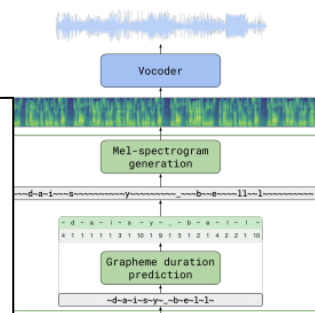 Vocoder
Mel-spectrogram
generation
~~~d~a~i~~~s~~~~~~~~~~y~~~~~~~~~_~~~b~~e~~~~ll~~l~~~~~~~~~~
~ d ~ a ~ i ~ s ~ y ~ _ ~ b ~ e ~ l ~ l ~
4 1 1 1 1 1 3 1 10 1 9 1 3 1 2 1 4 2 2 1 10
Grapheme duration
prediction
~d~a~i~s~y~_~b~e~l~l~